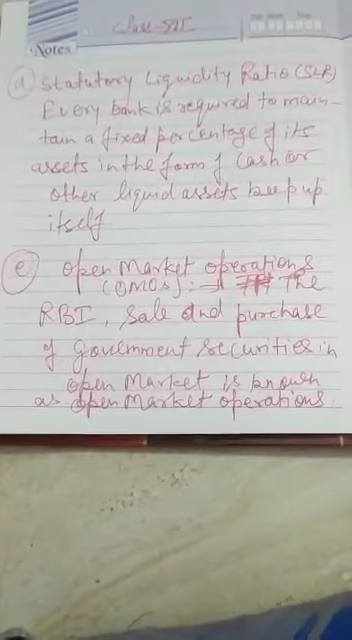 Class-XII
Notes
(d) Statutory Liquidity Ratio (SLR)
Every bank is required to main-
tain a fixed percentage of its
assets in the form of Cash or
other liquid assets keep up
itself
(e) open Market operations
(OMOs) :→ The
RBI, Sale and purchase
of Government securities in
open Market is known
as open Market operations.